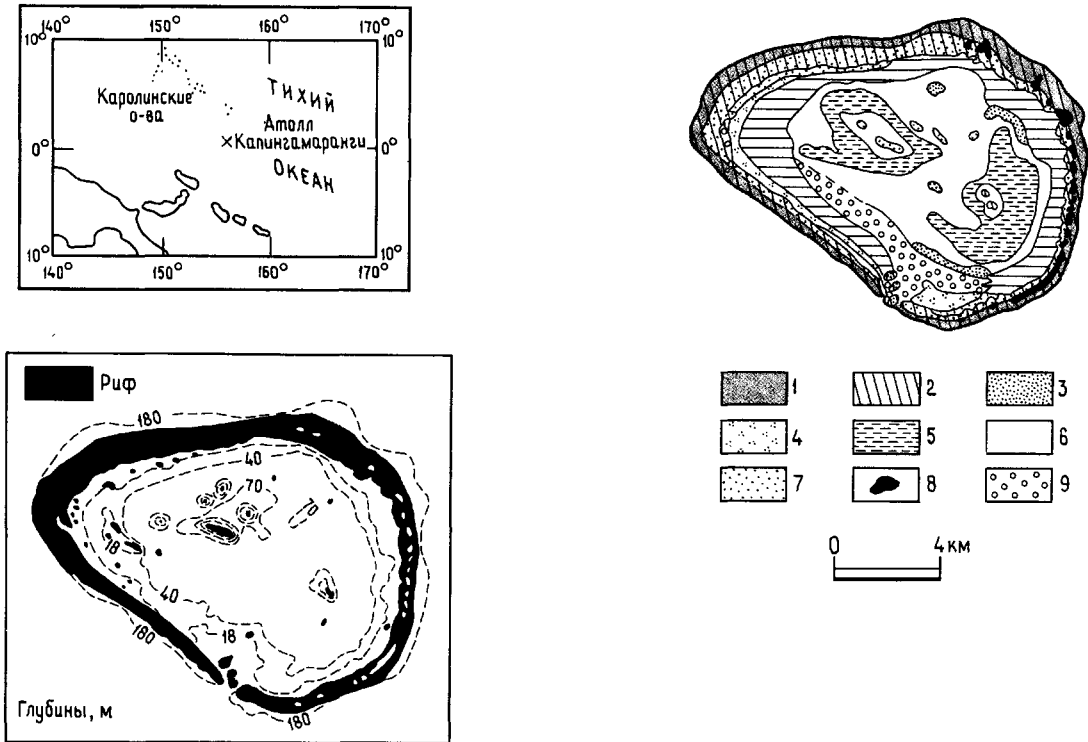 140° 150° 160° 170°
10° 10°
Каролинские
о-ва
ТИХИЙ
Атолл
×Капингамаранги
ОКЕАН
0° 0°
10° 10°
140° 150° 160° 170°
Риф
180
40
70
70
18
40
180
18
180
Глубины, м
1 2 3
4 5 6
7 8 9
0 4 км